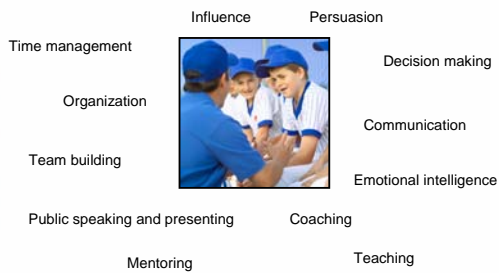 Influence
Persuasion
Time management
Decision making
Organization
Communication
Team building
Emotional intelligence
Public speaking and presenting
Coaching
Mentoring
Teaching